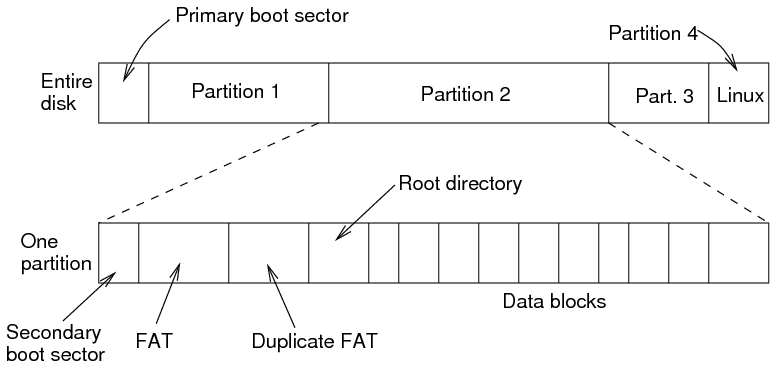 Primary boot sector
Partition 4
Entire
disk
Partition 1
Partition 2
Part. 3
Linux
Root directory
One
partition
Data blocks
Secondary
boot sector
FAT
Duplicate FAT